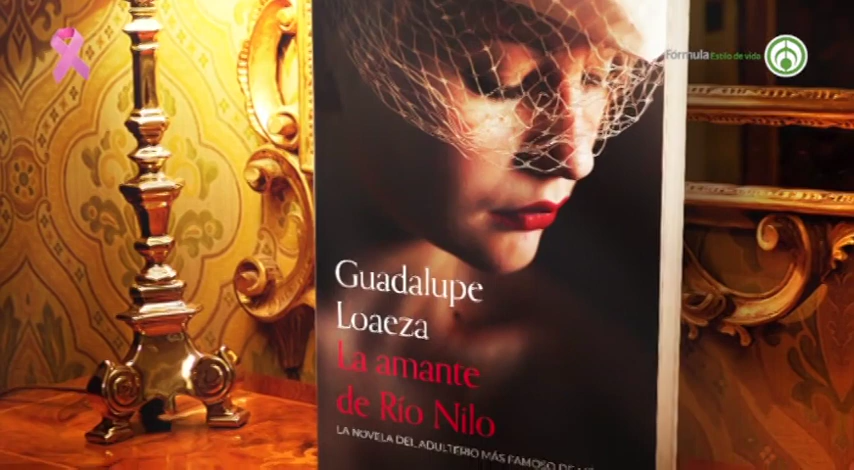 Fórmula Estilo de vida
Guadalupe
Loaeza
La amante
de Río Nilo
LA NOVELA DEL ADULTERIO MÁS FAMOSO DE